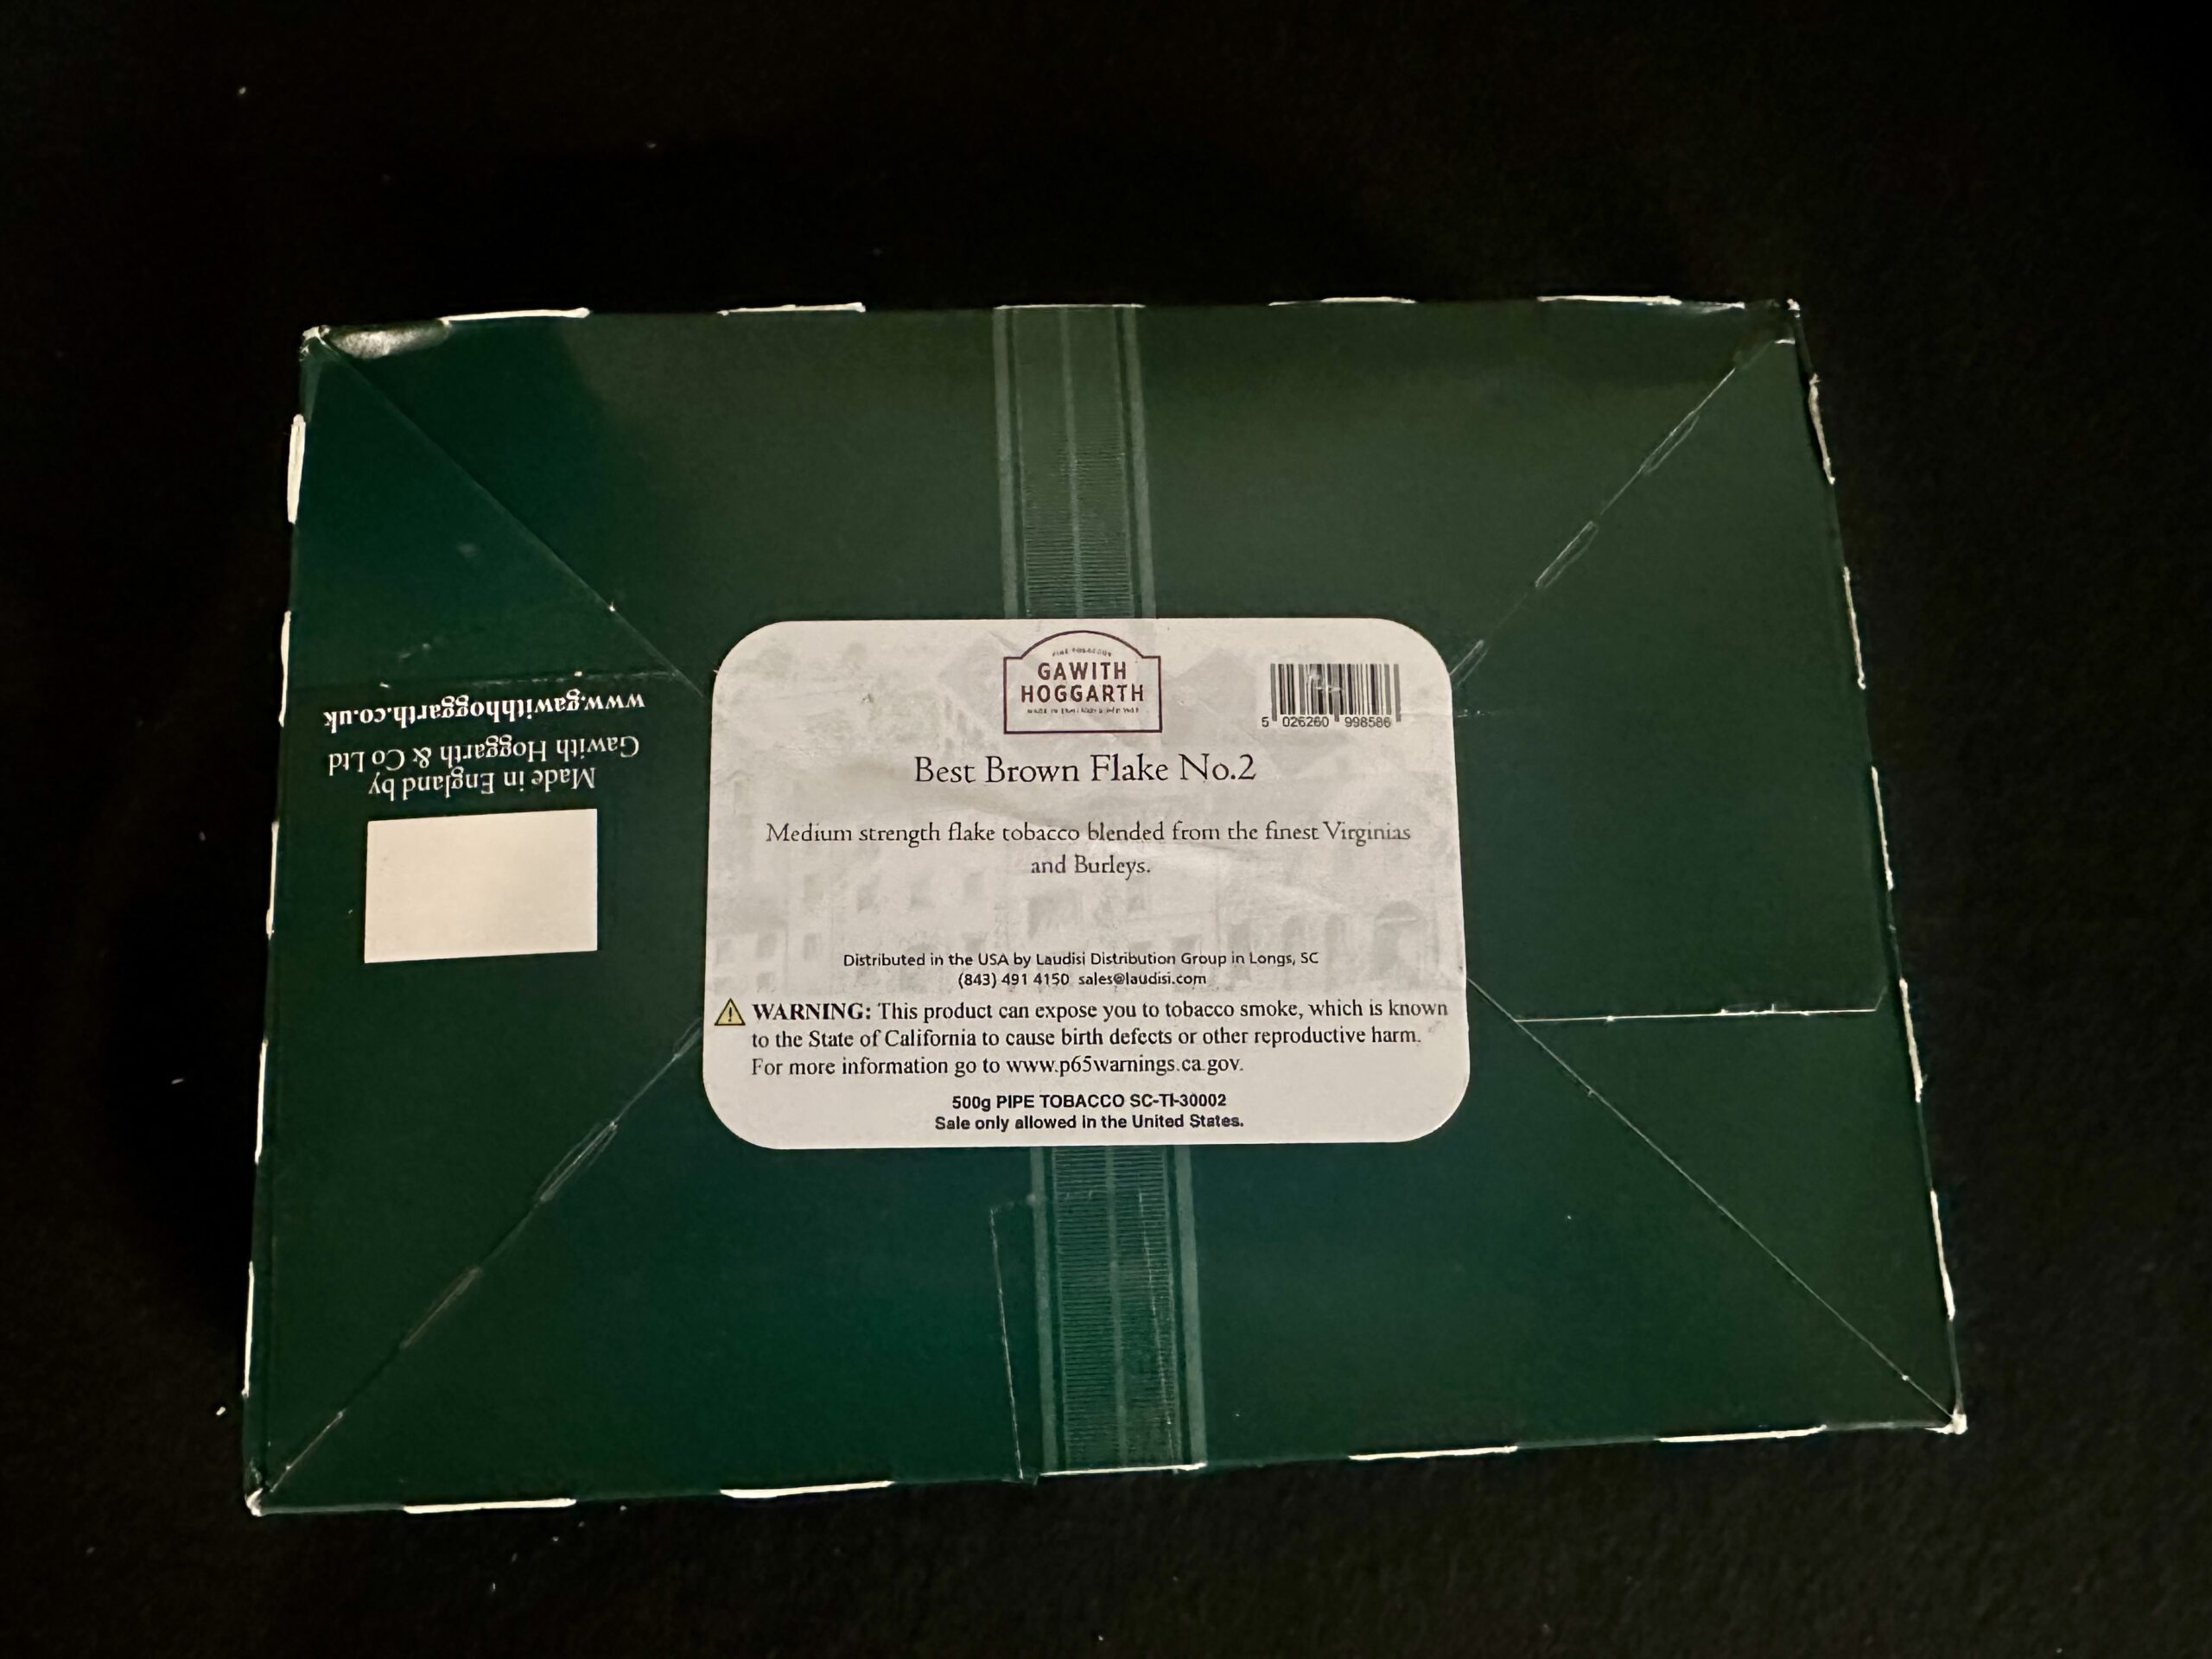 FINE TOBACCOS
GAWITH
HOGGARTH
5 026260 998586
Best Brown Flake No.2
Medium strength flake tobacco blended from the finest Virginias
and Burleys.
Distributed in the USA by Laudisi Distribution Group in Longs, SC
(843) 491 4150 sales@laudisi.com
WARNING: This product can expose you to tobacco smoke, which is known
to the State of California to cause birth defects or other reproductive harm.
For more information go to www.p65warnings.ca.gov.
500g PIPE TOBACCO SC-TI-30002
Sale only allowed in the United States.
Made in England by
Gawith Hoggarth & Co Ltd
www.gawithhoggarth.co.uk